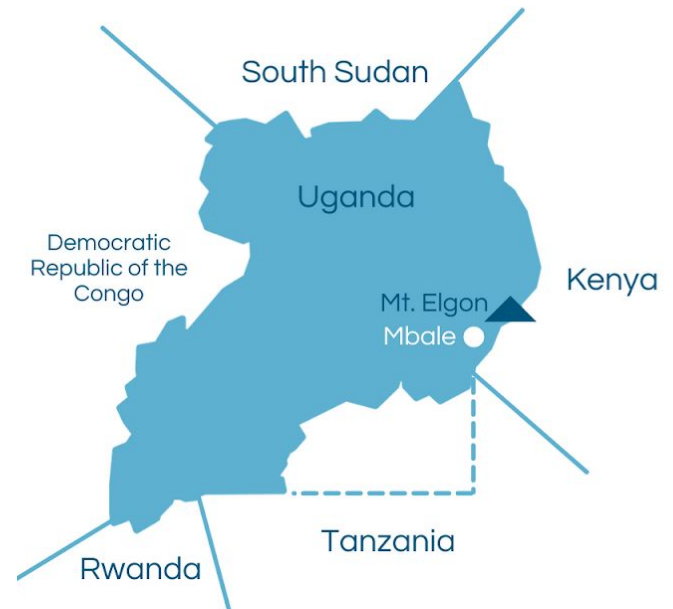 South Sudan
Uganda
Democratic
Republic of the
Congo
Kenya
Mt. Elgon
Mbale
Tanzania
Rwanda